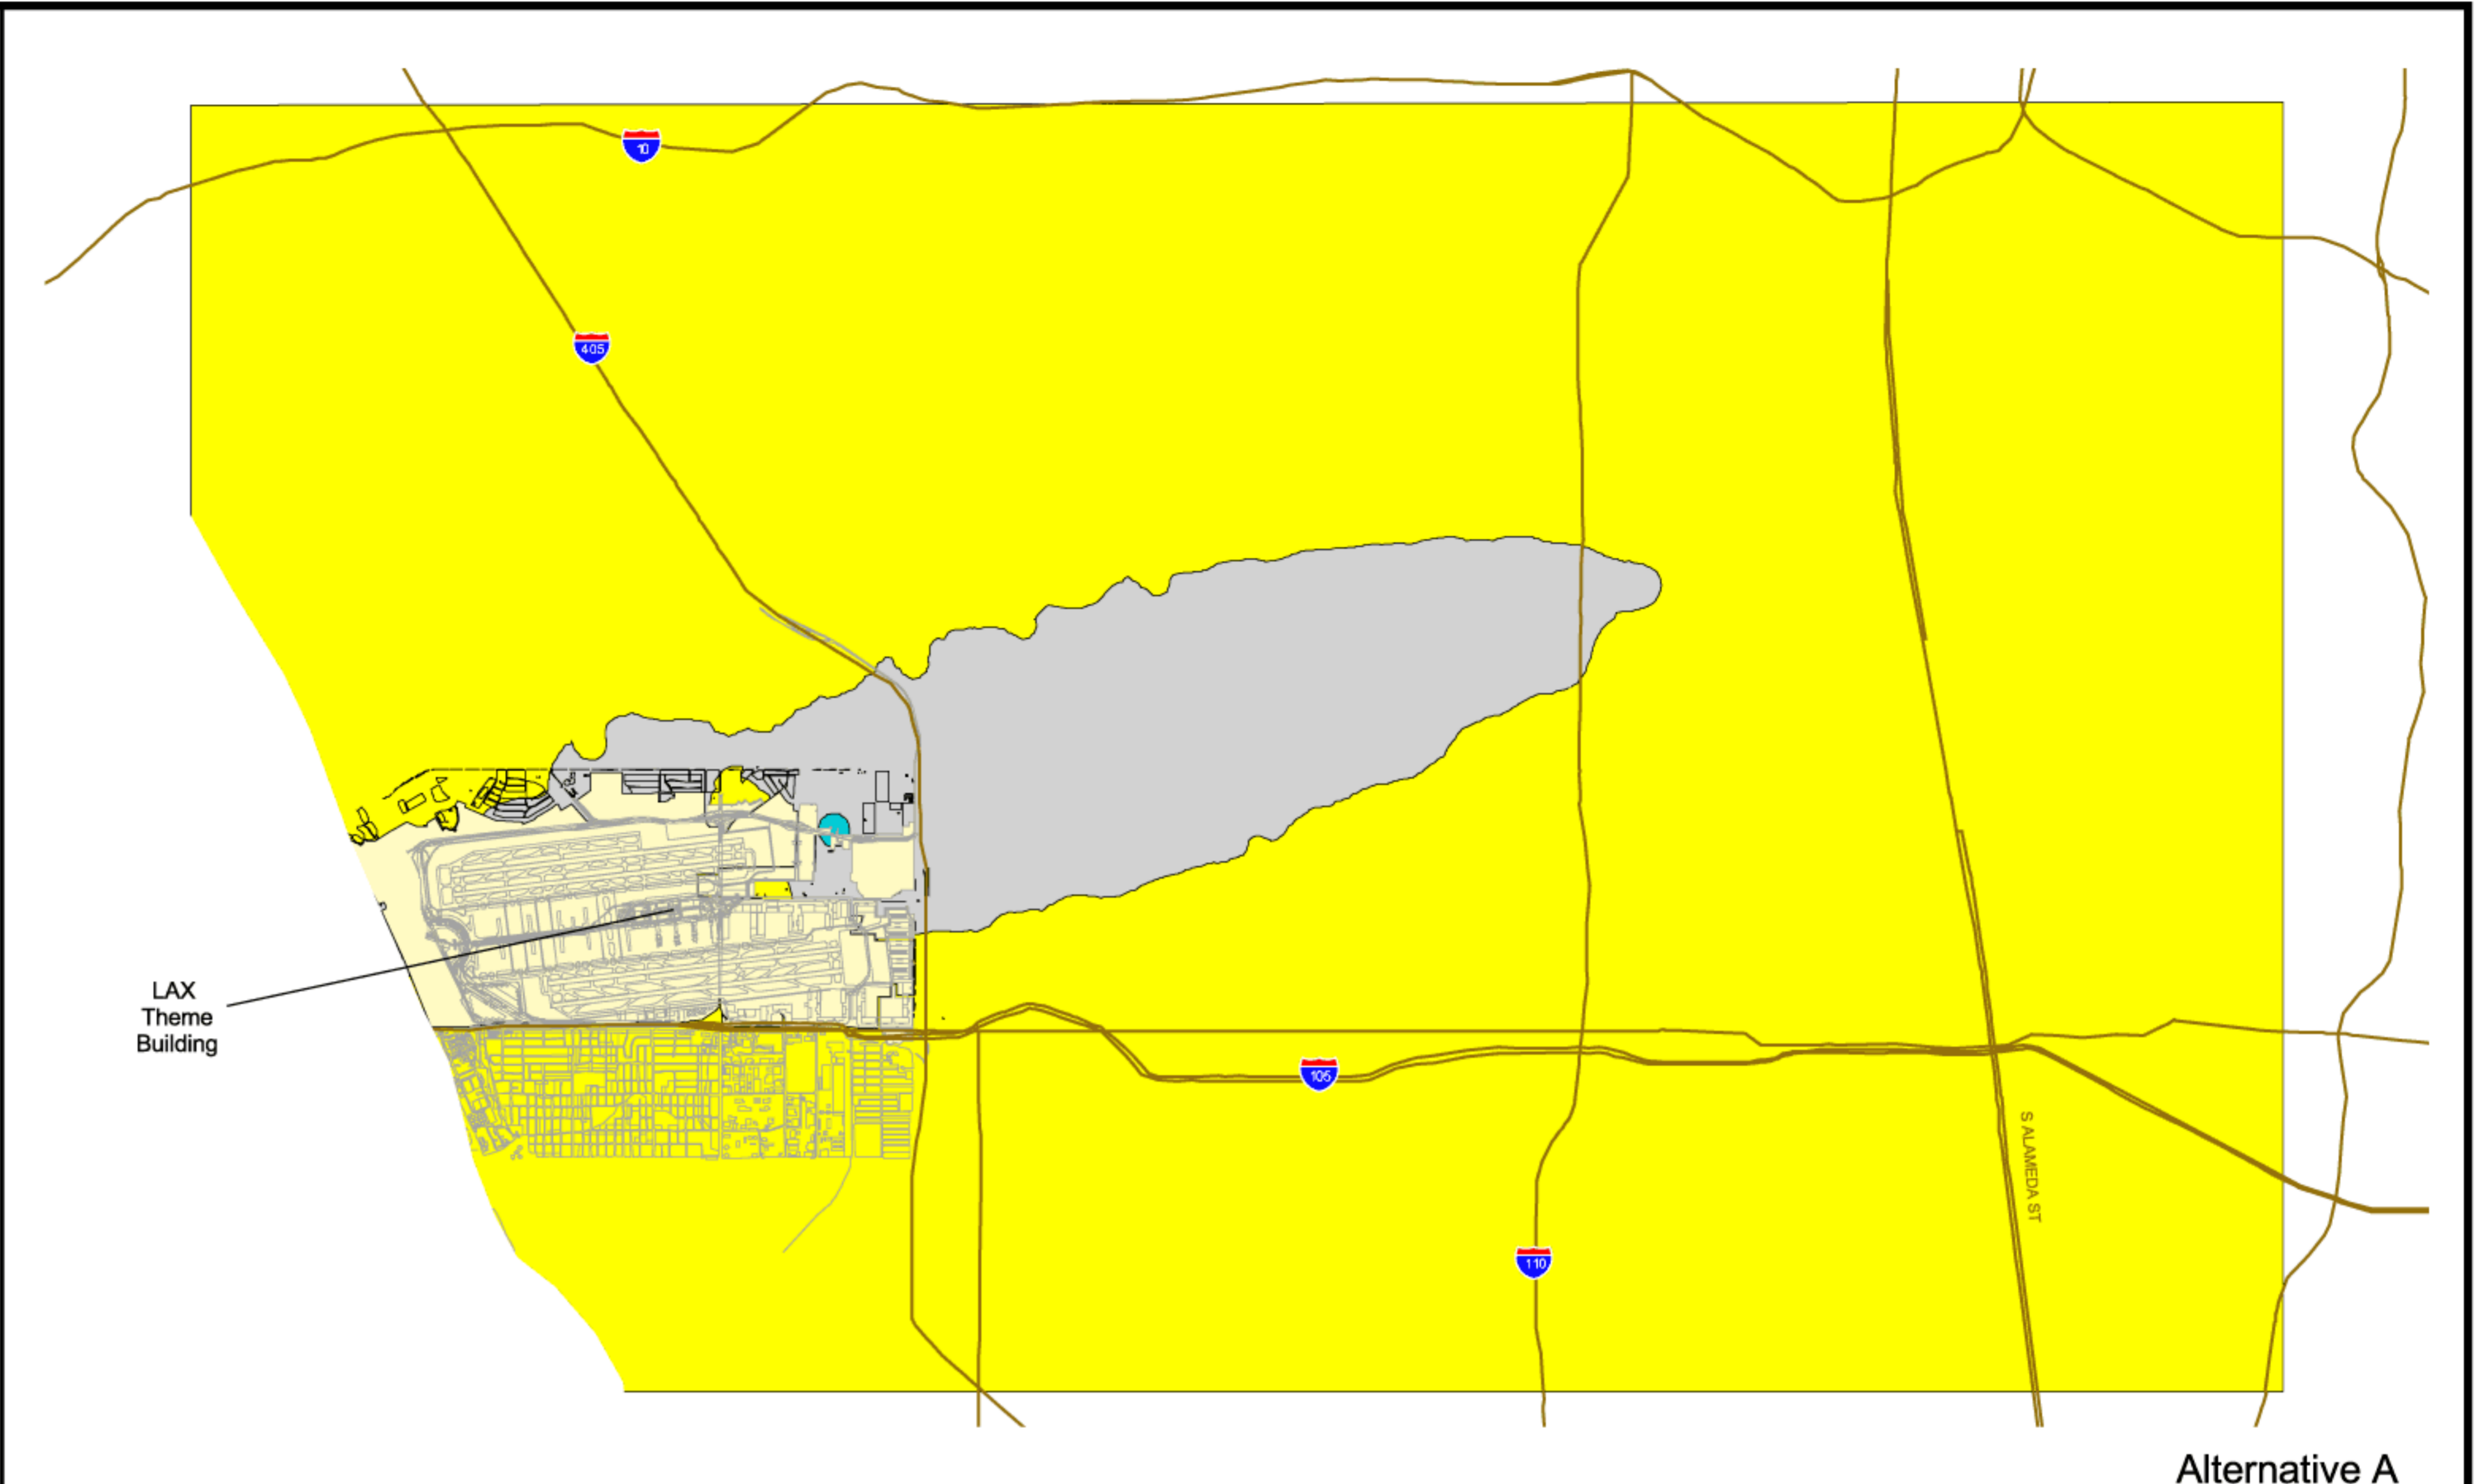 10
405
LAX
Theme
Building
105
S ALAMEDA ST
110
Alternative A